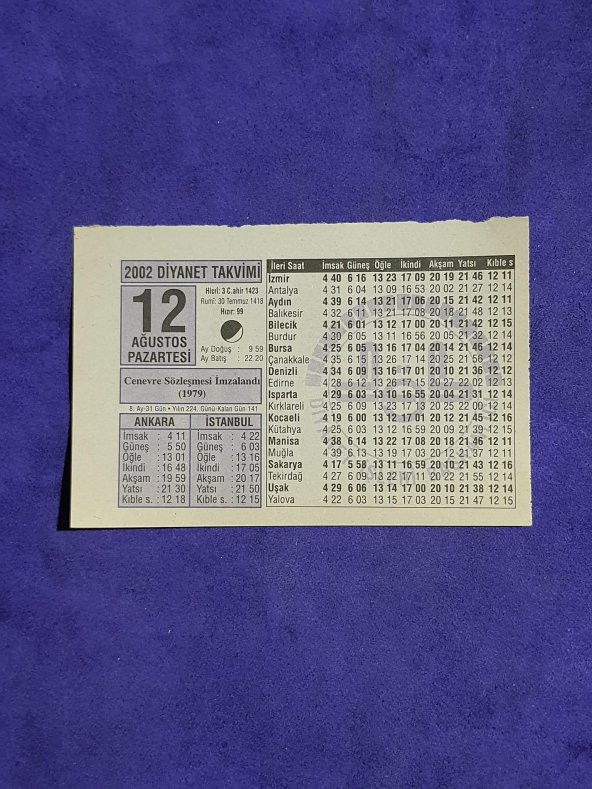 2002 DİYANET TAKVİMİ
12
AĞUSTOS
PAZARTESİ
Hicrî: 3 C.ahir 1423
Rumî: 30 Temmuz 1418
Hızır: 99
Ay Doğuş : 9 59
Ay Batış : 22 20
Cenevre Sözleşmesi İmzalandı
(1979)
8. Ay-31 Gün • Yılın 224. Günü-Kalan Gün 141
ANKARA
İmsak : 4 11
Güneş : 5 50
Öğle : 13 01
İkindi : 16 48
Akşam : 19 59
Yatsı : 21 30
Kıble s. : 12 18
İSTANBUL
İmsak : 4 22
Güneş : 6 03
Öğle : 13 16
İkindi : 17 05
Akşam : 20 17
Yatsı : 21 50
Kıble s. : 12 15
İleri Saat İmsak Güneş Öğle İkindi Akşam Yatsı Kıble s
İzmir 4 40 6 16 13 23 17 09 20 19 21 46 12 11
Antalya 4 31 6 04 13 09 16 53 20 02 21 27 12 14
Aydın 4 39 6 14 13 21 17 06 20 15 21 42 12 11
Balıkesir 4 32 6 11 13 21 17 08 20 18 21 48 12 13
Bilecik 4 21 6 01 13 12 17 00 20 11 21 42 12 15
Burdur 4 30 6 05 13 11 16 56 20 06 21 32 12 14
Bursa 4 25 6 05 13 16 17 04 20 14 21 46 12 14
Çanakkale 4 35 6 15 13 26 17 14 20 25 21 56 12 12
Denizli 4 34 6 09 13 16 17 01 20 10 21 36 12 12
Edirne 4 28 6 12 13 26 17 15 20 27 22 02 12 13
Isparta 4 29 6 03 13 10 16 55 20 04 21 31 12 14
Kırklareli 4 25 6 09 13 23 17 13 20 25 22 00 12 14
Kocaeli 4 19 6 00 13 12 17 01 20 12 21 45 12 16
Kütahya 4 25 6 03 13 12 16 59 20 09 21 39 12 15
Manisa 4 38 6 14 13 22 17 08 20 18 21 46 12 11
Muğla 4 39 6 13 13 18 20 11 21 37 12 12
Sakarya 4 17 5 58 13 11 16 59 20 10 21 43 12 16
Tekirdağ 4 27 6 09 13 22 17 11 20 22 21 55 12 14
Uşak 4 29 6 06 13 14 17 00 20 10 21 38 12 14
Yalova 4 22 6 03 13 15 17 03 20 15 21 47 12 15